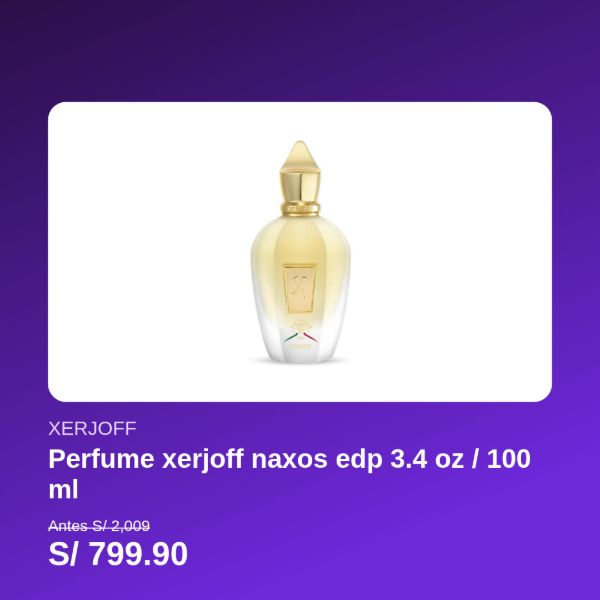 XERJOFF
Perfume xerjoff naxos edp 3.4 oz / 100
ml
Antes S/ 2,009
S/ 799.90